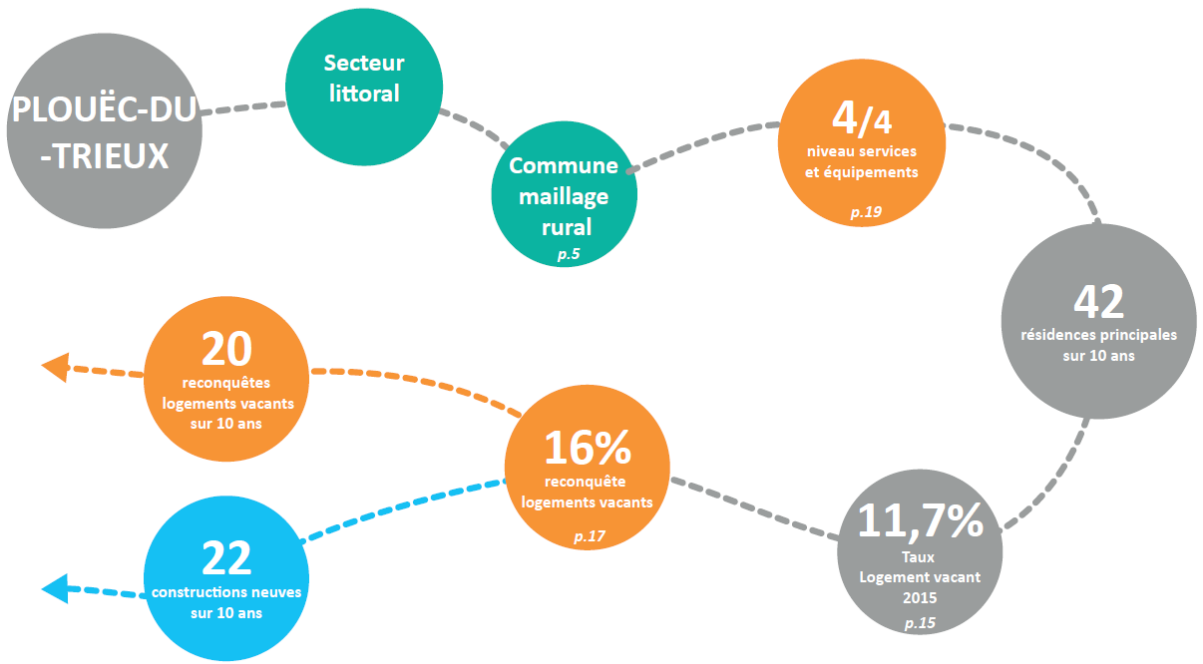 PLOUËC-DU
-TRIEUX
Secteur
littoral
Commune
maillage
rural
p.5
4/4
niveau services
et équipements
p.19
42
résidences principales
sur 10 ans
11,7%
Taux
Logement vacant
2015
p.15
16%
reconquête
logements vacants
p.17
20
reconquêtes
logements vacants
sur 10 ans
22
constructions neuves
sur 10 ans